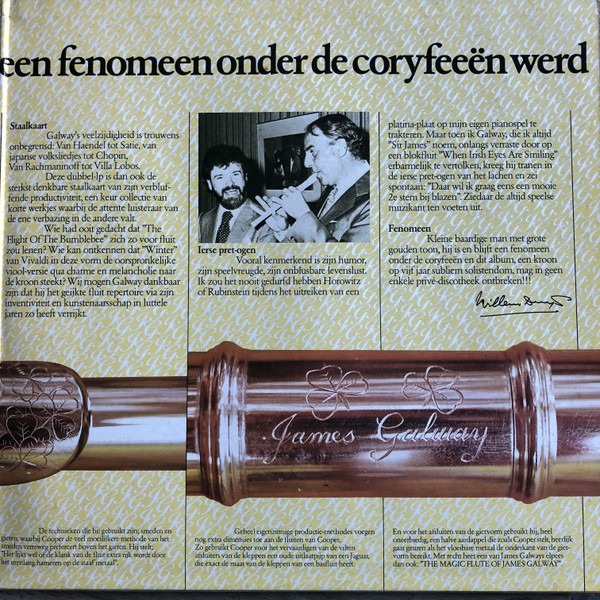 een fenomeen onder de coryfeeën werd
Staalkaart
Galway's veelzijdigheid is trouwens
onbegrensd: Van Haendel tot Satie, van
japanse volksliedjes tot Chopin,
Van Rachmaninoff tot Villa Lobos.
Deze dubbel-lp is dan ook de
sterkst denkbare staalkaart van zijn verbluf-
fende productiviteit, een keur collectie van
korte werkjes waarbij de attente luisteraar van
de ene verbazing in de andere valt.
Wie had ooit gedacht dat "The
Flight Of The Bumblebee" zich zo voor fluit
zou lenen? Wie kan ontkennen dat "Winter"
van Vivaldi in deze vorm de oorspronkelijke
viool-versie qua charme en melancholie naar
de kroon steekt? Wij mogen Galway dankbaar
zijn dat hij het geijkte fluit repertoire via zijn
inventiviteit en kunstenaarsschap in luttele
jaren zo heeft verrijkt.
Ierse pret-ogen
Vooral kenmerkend is zijn humor,
zijn speelvreugde, zijn onblusbare levenslust.
Ik zou het nooit gedurfd hebben Horowitz
of Rubinstein tijdens het uitreiken van een
platina-plaat op mijn eigen pianospel te
trakteren. Maar toen ik Galway, die ik altijd
"Sir James" noem, onlangs verraste door op
een blokfluit "When Irish Eyes Are Smiling"
erbarmelijk te vertolken, kreeg hij tranen in
de ierse pret-ogen van het lachen en zei
spontaan: "Daar wil ik graag eens een mooie
2e stem bij blazen". Ziedaar de altijd speelse
muzikant ten voeten uit.
Fenomeen
Kleine baardige man met grote
gouden toon, hij is en blijft een fenomeen
onder de coryfeeën en dit album, een kroon
op vijf jaar subliem solistendom, mag in geen
enkele privé-discotheek ontbreken!!!
James Galway
De technieken die hij gebruikt zijn; smeden en
gieten, waarbij Cooper de veel moeilijkere methode van het
smeden verreweg prefereert boven het gieten. Hij stelt;
"Het lijkt wel of de klank van de fluit extra rijk wordt door
het urenlang hameren op de staaf metaal".
Geheel eigenzinnige productie-methodes voegen
nog extra dimensies toe aan de fluiten van Cooper.
Zo gebruikt Cooper voor het vervaardigen van de vilten
afsluiters van de kleppen een oude uitlaatpijp van een Jaguar,
die exact de maat van de kleppen van een basfluit heeft.
En voor het afsluiten van de gietvorm gebruikt hij, heel
oneerbiedig, een halve aardappel die zoals Cooper stelt, heerlijk
gaat geuren als het vloeibare metaal de onderkant van de giet-
vorm bereikt. Met recht heet een van James Galways elpees
dan ook: "THE MAGIC FLUTE OF JAMES GALWAY".